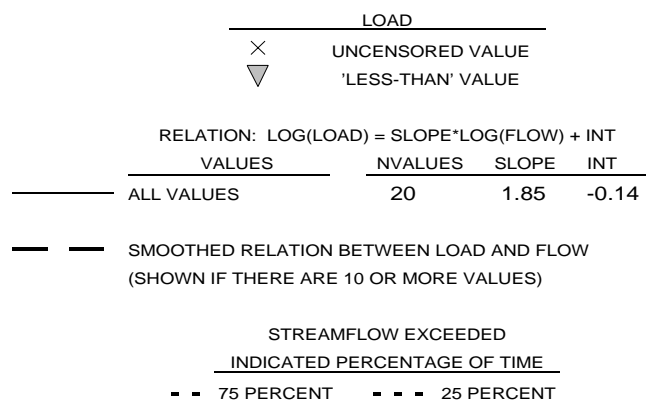 LOAD
UNCENSORED VALUE
'LESS-THAN' VALUE
RELATION: LOG(LOAD) = SLOPE*LOG(FLOW) + INT
VALUES NVALUES SLOPE INT
ALL VALUES 20 1.85 -0.14
SMOOTHED RELATION BETWEEN LOAD AND FLOW
(SHOWN IF THERE ARE 10 OR MORE VALUES)
STREAMFLOW EXCEEDED
INDICATED PERCENTAGE OF TIME
75 PERCENT 25 PERCENT